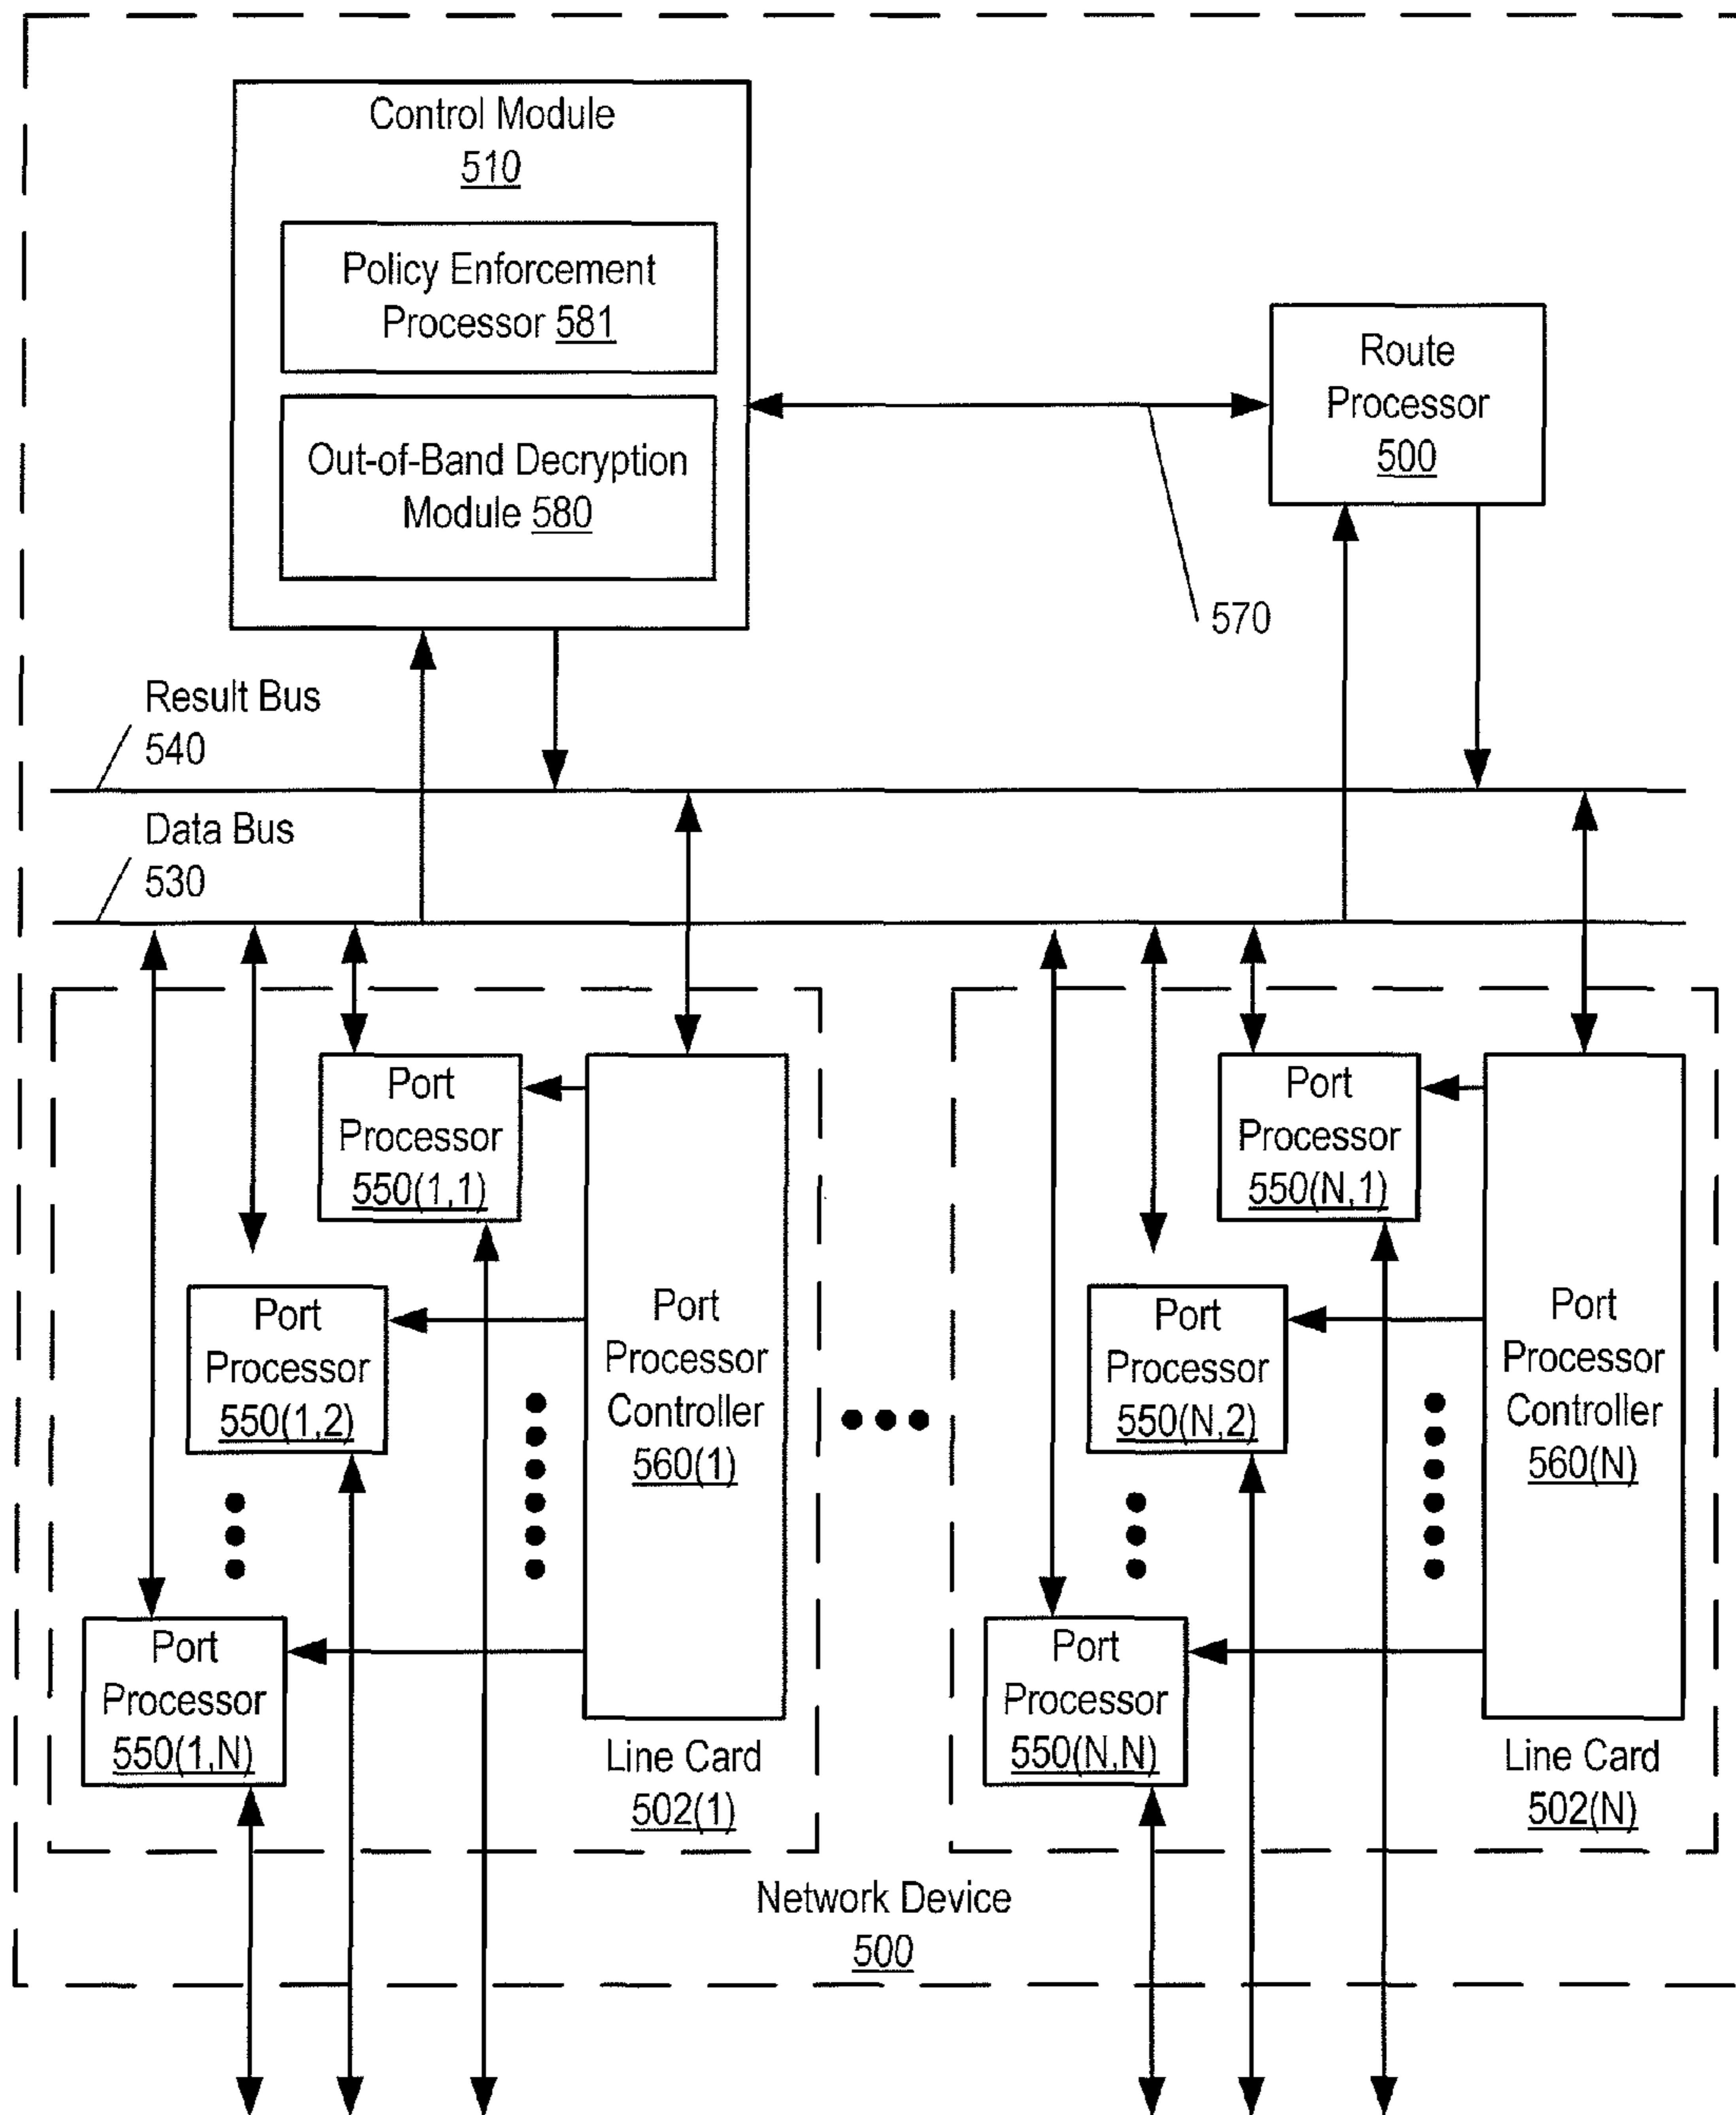 Control Module
510
Policy Enforcement
Processor 581
Out-of-Band Decryption
Module 580
Route
Processor
500
570
Result Bus
540
Data Bus
530
Port
Processor
550(1,1)
Port
Processor
550(1,2)
Port
Processor
550(1,N)
Port
Processor
Controller
560(1)
Line Card
502(1)
Port
Processor
550(N,1)
Port
Processor
550(N,2)
Port
Processor
550(N,N)
Port
Processor
Controller
560(N)
Line Card
502(N)
Network Device
500